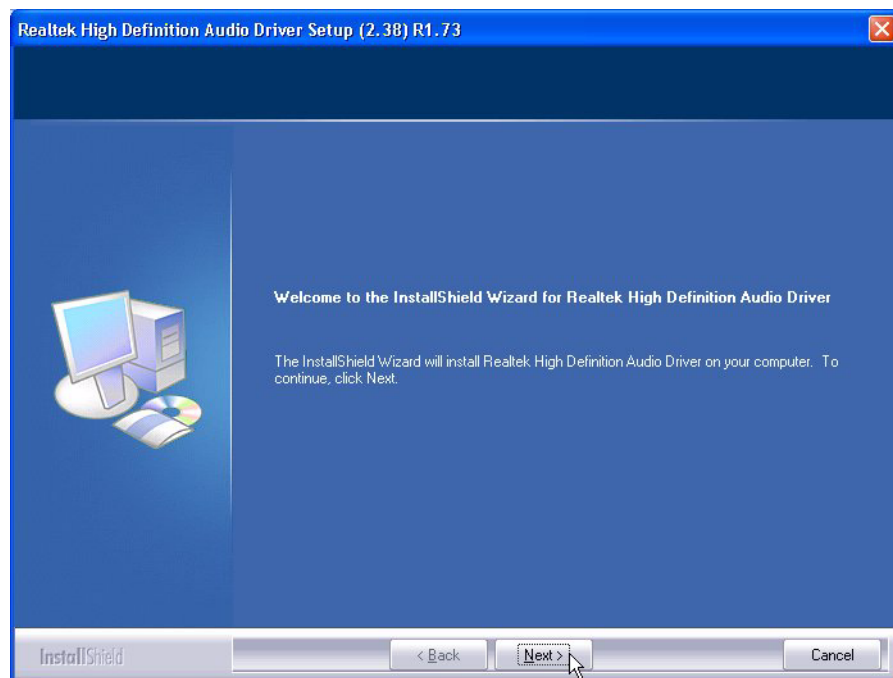 Realtek High Definition Audio Driver Setup (2.38) R1.73
Welcome to the InstallShield Wizard for Realtek High Definition Audio Driver
The InstallShield Wizard will install Realtek High Definition Audio Driver on your computer. To
continue, click Next.
InstallShield
< Back
Next >
Cancel